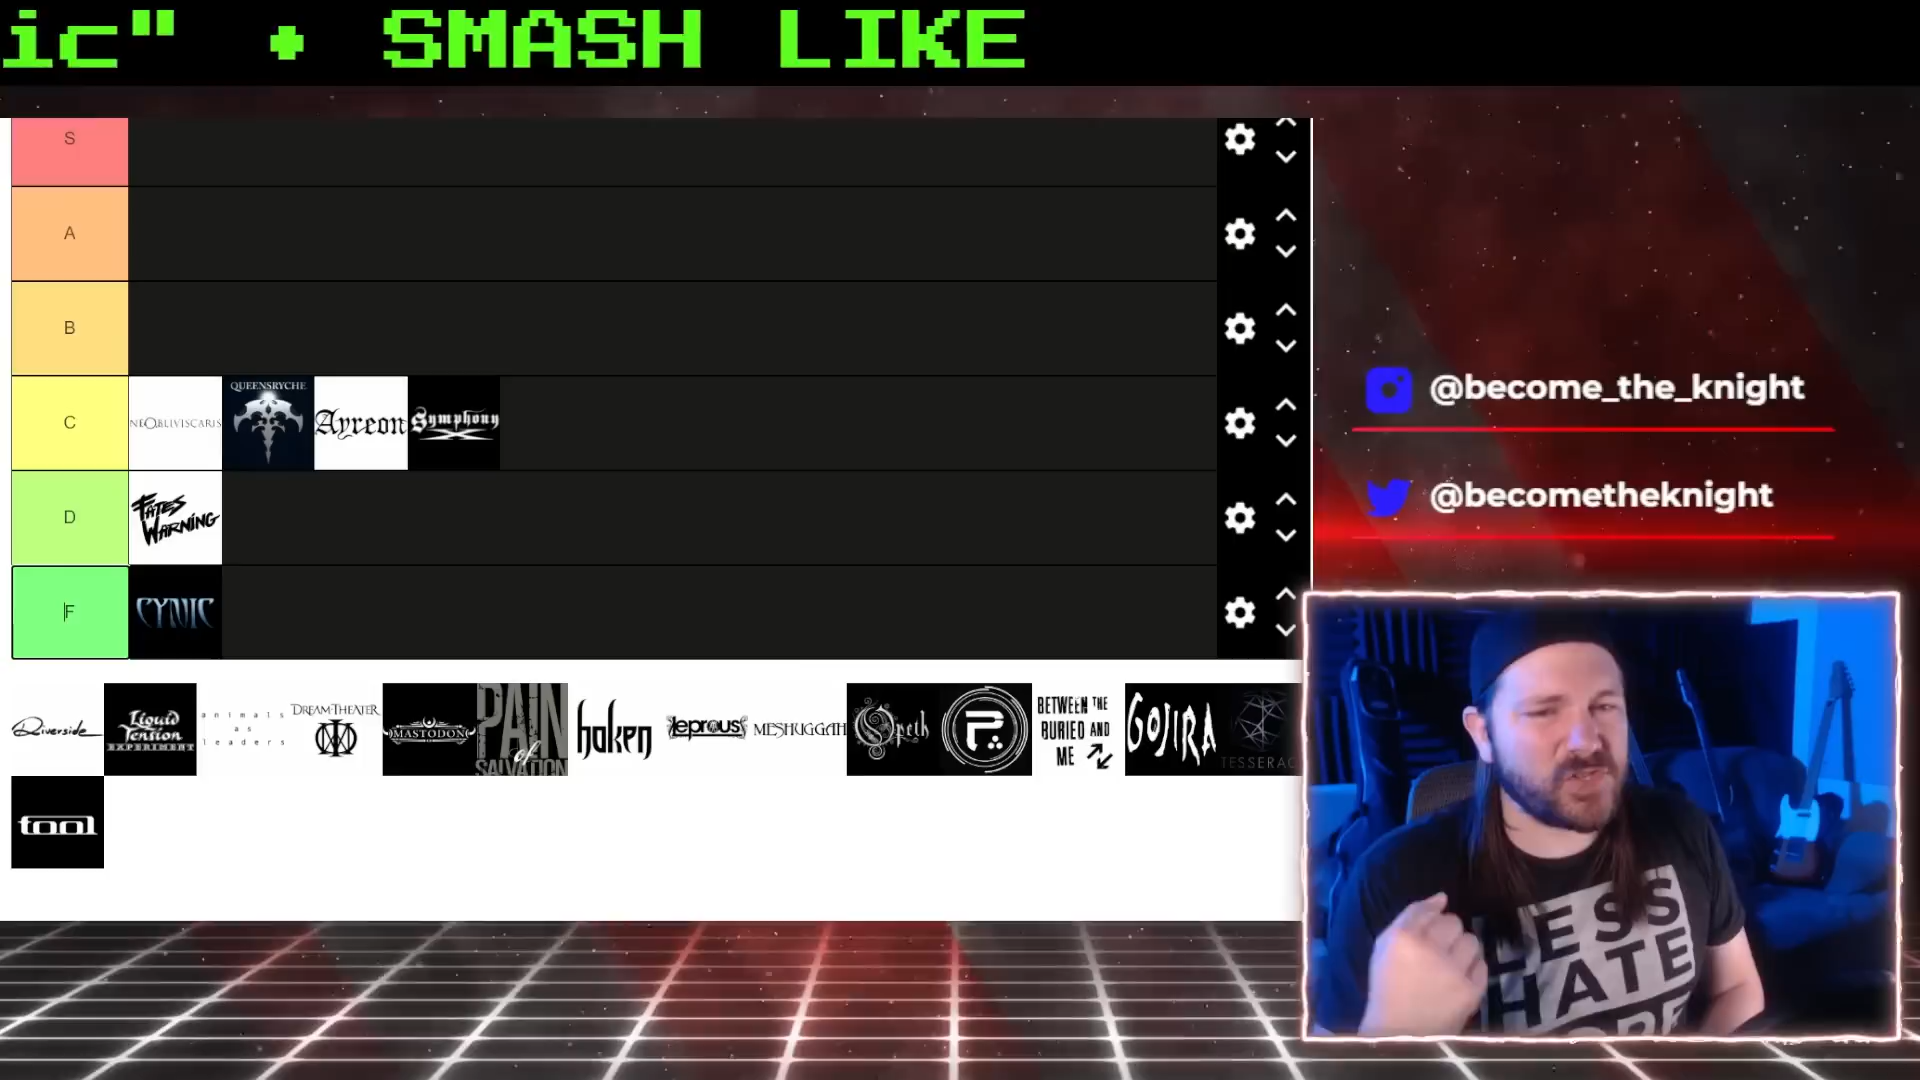 ic" • SMASH LIKE
S
A
B
C
NE OBLIVISCARIS
QUEENSRYCHE
Ayreon
Symphony X
D
FATES
WARNING
F
CYNIC
Riverside
Liquid
Tension
EXPERIMENT
animals
as
leaders
DREAM THEATER
MASTODON
PAIN
of
SALVATION
haken
leprous
MESHUGGAH
Opeth
BETWEEN THE
BURIED AND
ME
GOJIRA
TESSERAC
tool
@become_the_knight
@becometheknight
LESS
HATE
MORE